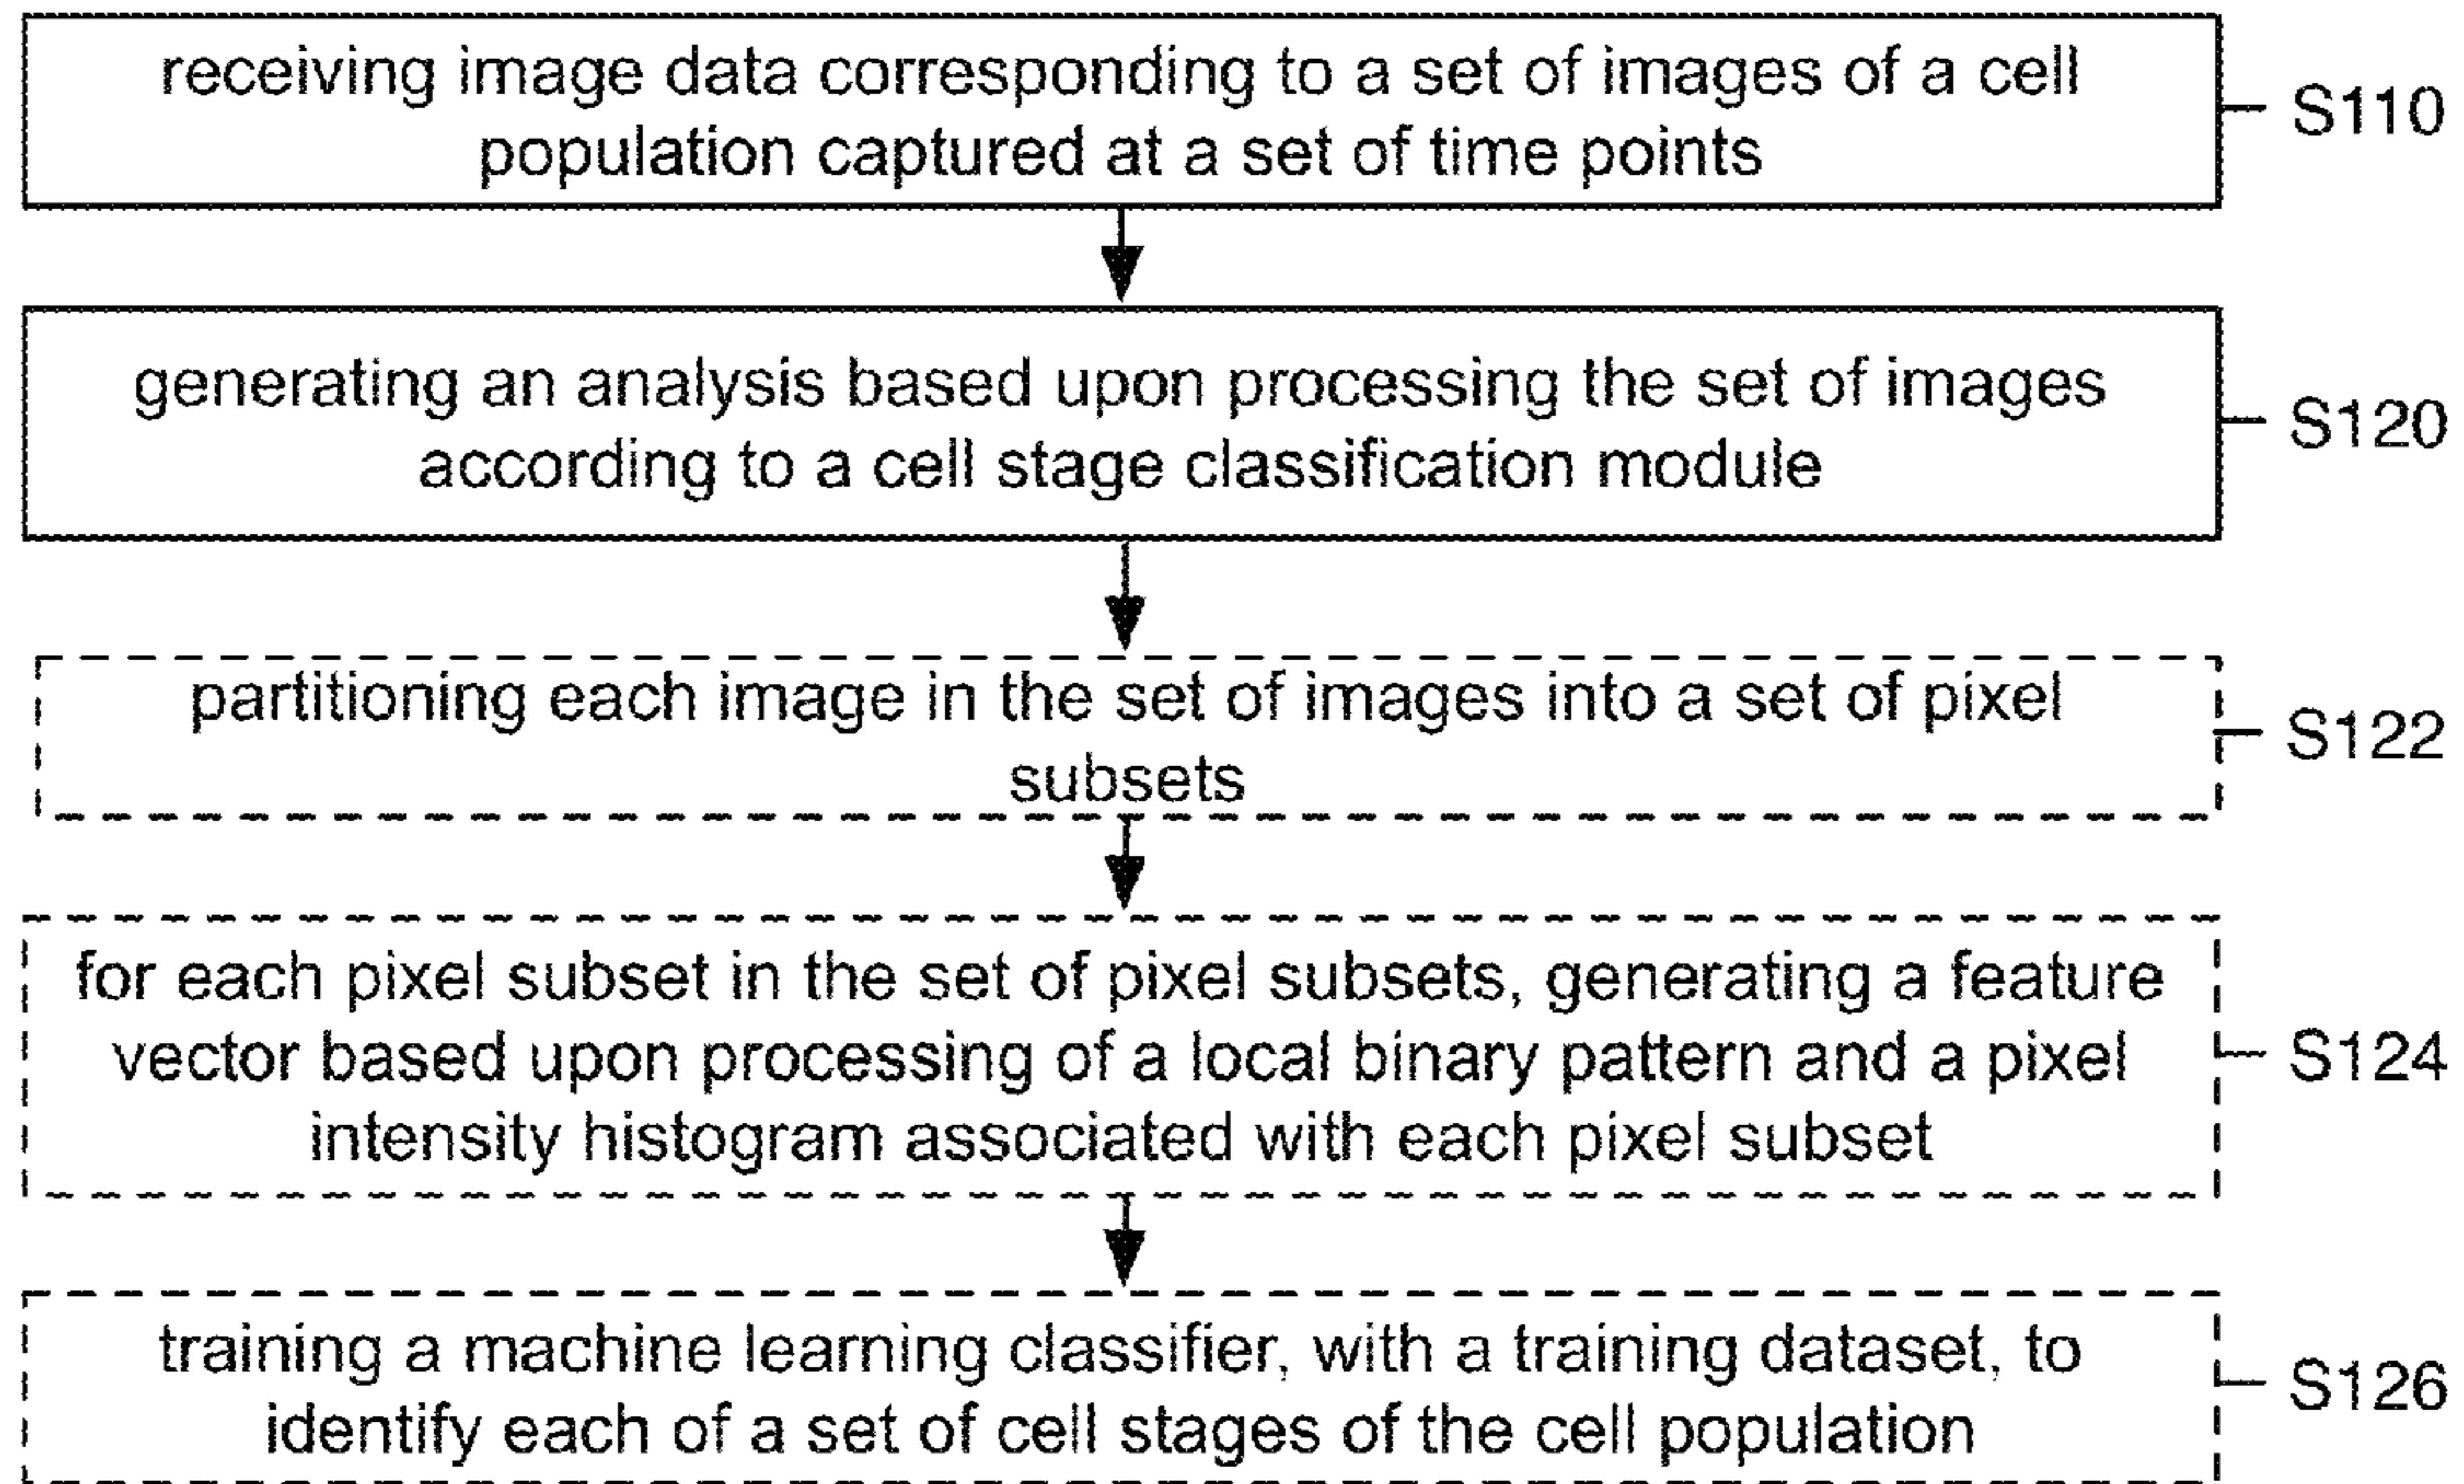 receiving image data corresponding to a set of images of a cell
population captured at a set of time points
S110
generating an analysis based upon processing the set of images
according to a cell stage classification module
S120
partitioning each image in the set of images into a set of pixel
subsets
S122
for each pixel subset in the set of pixel subsets, generating a feature
vector based upon processing of a local binary pattern and a pixel
intensity histogram associated with each pixel subset
S124
training a machine learning classifier, with a training dataset, to
identify each of a set of cell stages of the cell population
S126